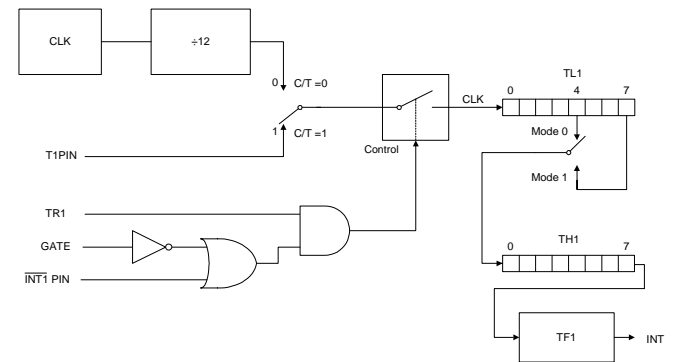 CLK
÷12
0 C/T =0
1 C/T =1
T1PIN
Control
CLK
TL1
0 4 7
Mode 0
Mode 1
TR1
GATE
INT1 PIN
TH1
0 7
TF1
INT